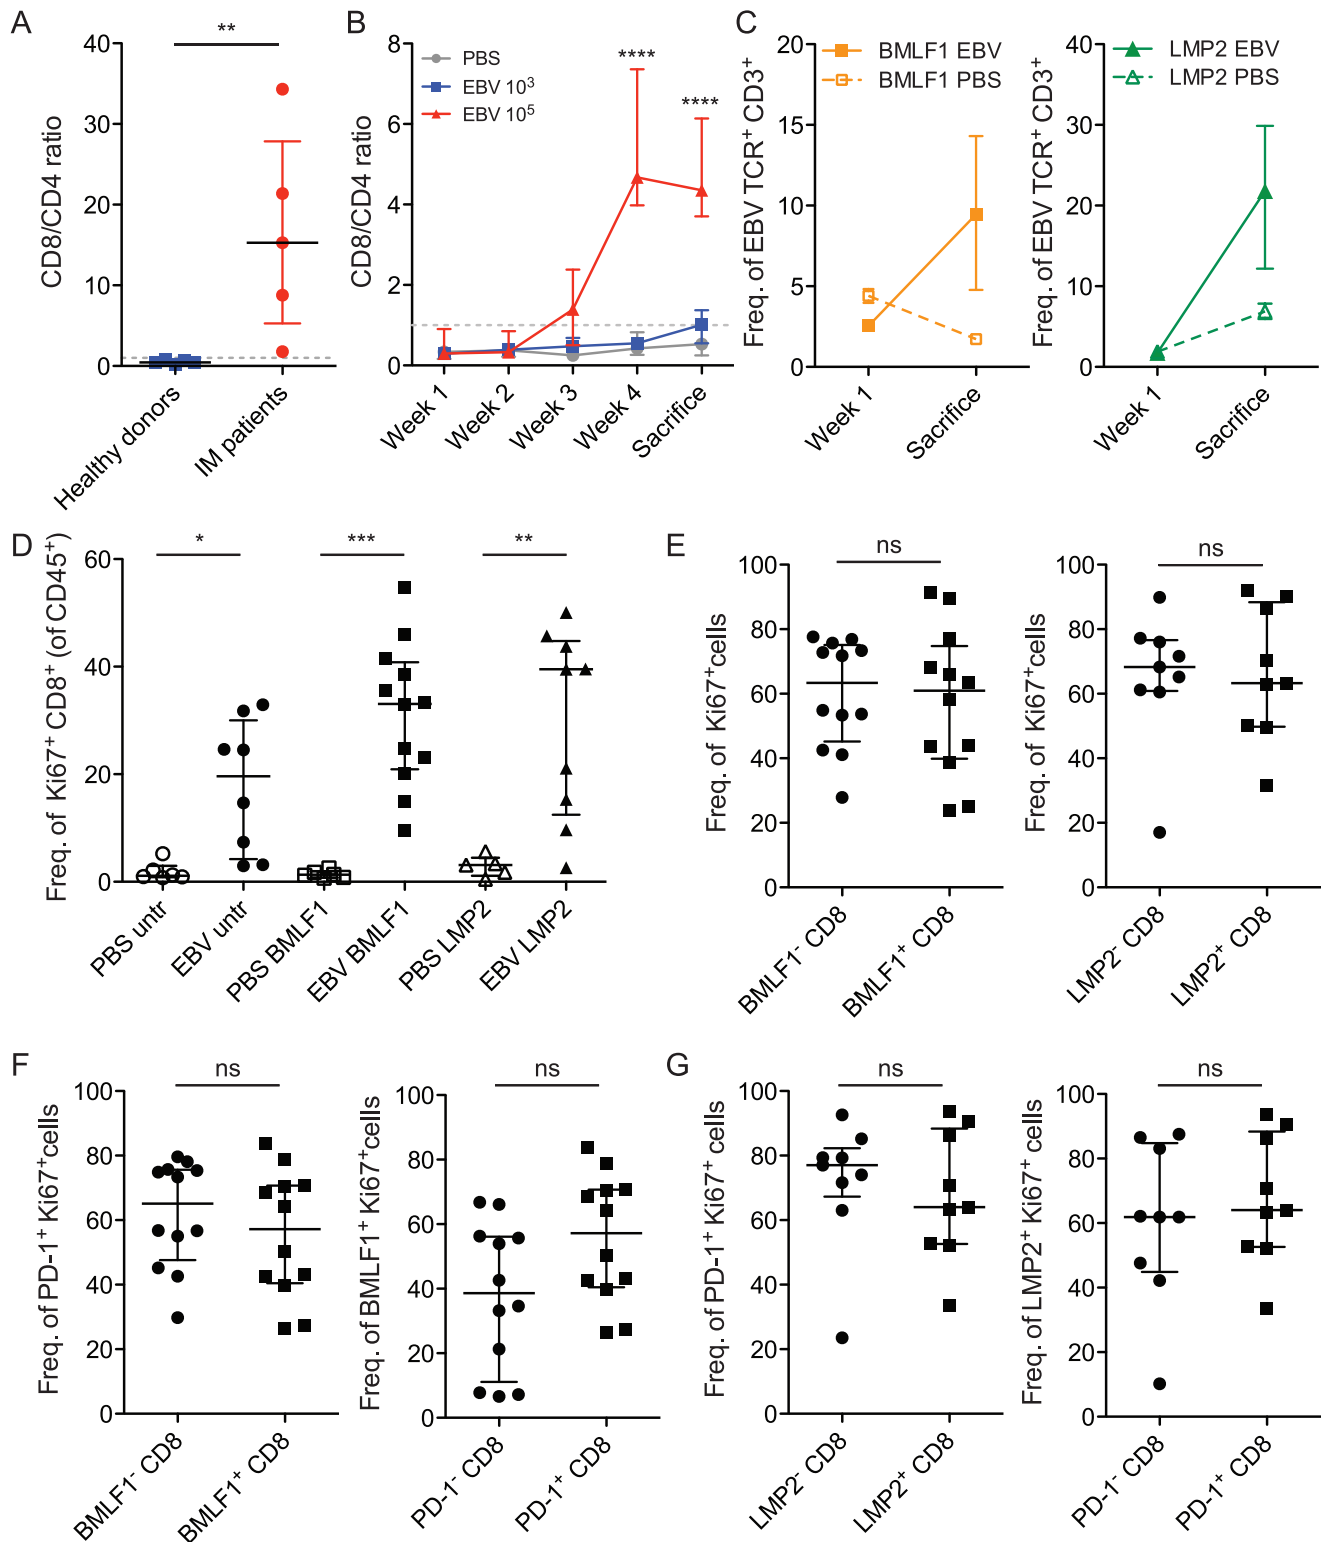 A
CD8/CD4 ratio
40
30
20
10
0
**
Healthy donors
IM patients
B
CD8/CD4 ratio
8
6
4
2
0
PBS
EBV 10³
EBV 10⁵
****
****
Week 1
Week 2
Week 3
Week 4
Sacrifice
C
Freq. of EBV TCR⁺ CD3⁺
20
15
10
5
0
BMLF1 EBV
BMLF1 PBS
Week 1
Sacrifice
Freq. of EBV TCR⁺ CD3⁺
40
30
20
10
0
LMP2 EBV
LMP2 PBS
Week 1
Sacrifice
D
Freq. of Ki67⁺ CD8⁺ (of CD45⁺)
60
40
20
0
*
***
**
PBS untr
EBV untr
PBS BMLF1
EBV BMLF1
PBS LMP2
EBV LMP2
E
Freq. of Ki67⁺cells
100
80
60
40
20
0
ns
BMLF1⁻ CD8
BMLF1⁺ CD8
Freq. of Ki67⁺cells
100
80
60
40
20
0
ns
LMP2⁻ CD8
LMP2⁺ CD8
F
Freq. of PD-1⁺ Ki67⁺cells
100
80
60
40
20
0
ns
BMLF1⁻ CD8
BMLF1⁺ CD8
Freq. of BMLF1⁺ Ki67⁺cells
100
80
60
40
20
0
ns
PD-1⁻ CD8
PD-1⁺ CD8
G
Freq. of PD-1⁺ Ki67⁺ cells
100
80
60
40
20
0
ns
LMP2⁻ CD8
LMP2⁺ CD8
Freq. of LMP2⁺ Ki67⁺ cells
100
80
60
40
20
0
ns
PD-1⁻ CD8
PD-1⁺ CD8